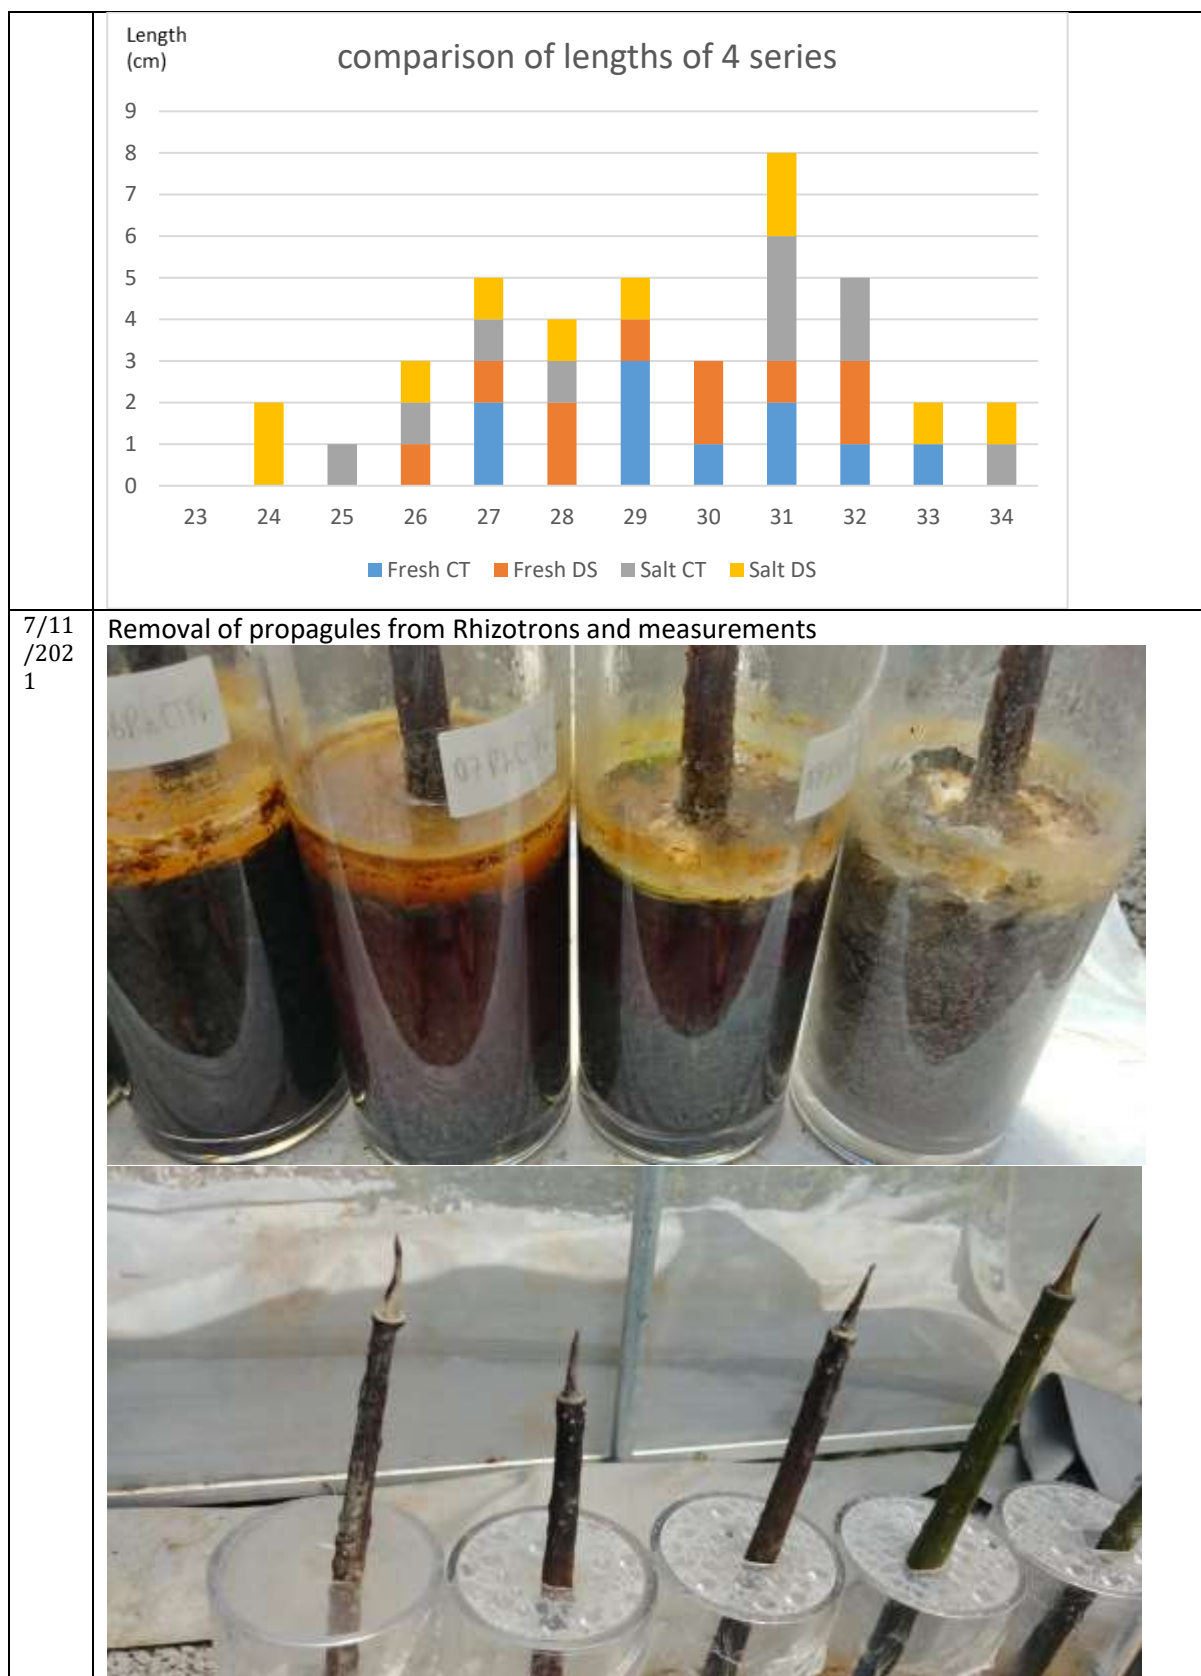 Length
(cm)
comparison of lengths of 4 series
9
8
7
6
5
4
3
2
1
0
23 24 25 26 27 28 29 30 31 32 33 34
Fresh CT Fresh DS Salt CT Salt DS
7/11
/202
1
Removal of propagules from Rhizotrons and measurements